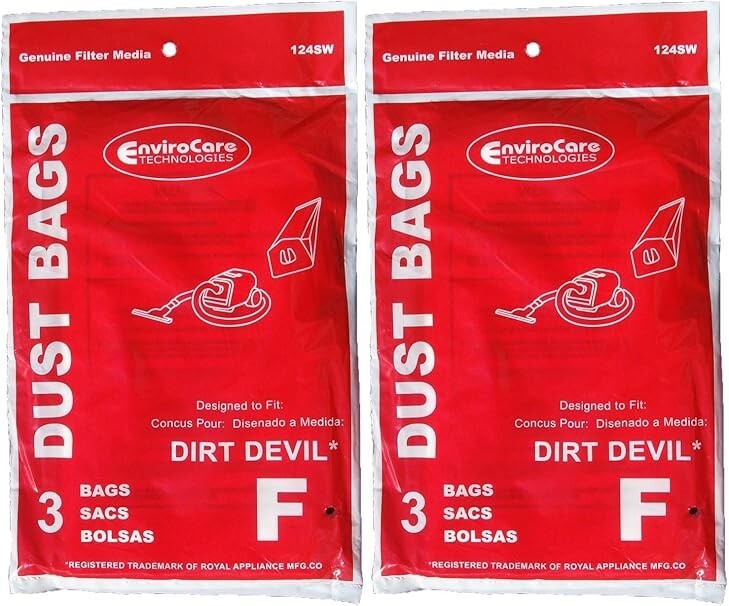 Genuine Filter Media 124SW
EnviroCare
TECHNOLOGIES
DUST BAGS
Designed to Fit:
Concus Pour: Disenado a Medida:
DIRT DEVIL*
3 BAGS
SACS
BOLSAS
F
*REGISTERED TRADEMARK OF ROYAL APPLIANCE MFG.CO
Genuine Filter Media 124SW
EnviroCare
TECHNOLOGIES
DUST BAGS
Designed to Fit:
Concus Pour: Disenado a Medida:
DIRT DEVIL*
3 BAGS
SACS
BOLSAS
F
*REGISTERED TRADEMARK OF ROYAL APPLIANCE MFG.CO